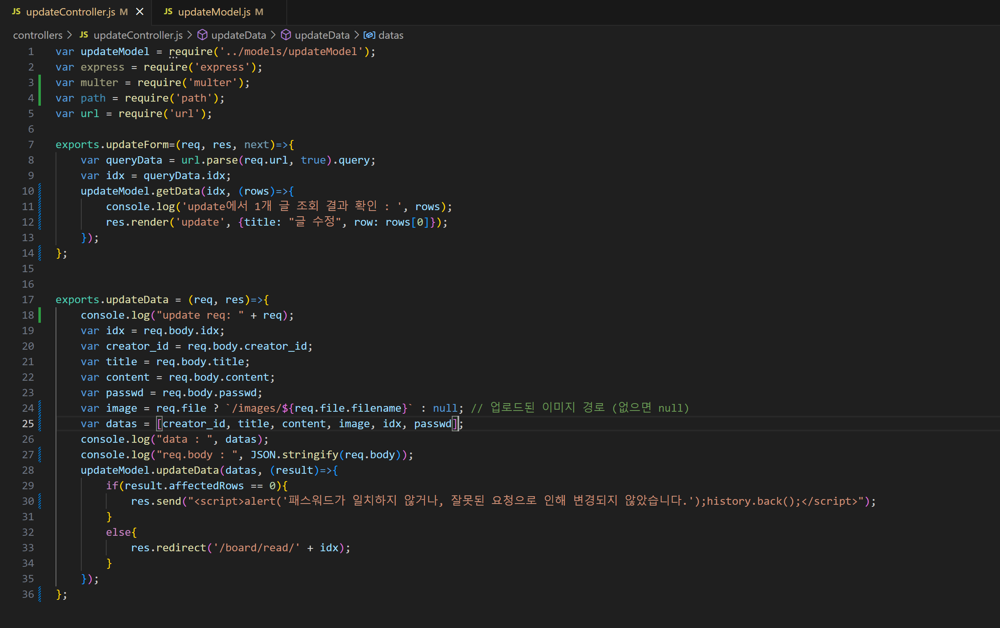 JS updateController.js M × JS updateModel.js M
controllers > JS updateController.js > updateData > updateData > datas
1 var updateModel = require('../models/updateModel');
2 var express = require('express');
3 var multer = require('multer');
4 var path = require('path');
5 var url = require('url');
6
7 exports.updateForm=(req, res, next)=>{
8     var queryData = url.parse(req.url, true).query;
9     var idx = queryData.idx;
10     updateModel.getData(idx, (rows)=>{
11         console.log('update에서 1개 글 조회 결과 확인 : ', rows);
12         res.render('update', {title: "글 수정", row: rows[0]});
13     });
14 };
15
16
17 exports.updateData = (req, res)=>{
18     console.log("update req: " + req);
19     var idx = req.body.idx;
20     var creator_id = req.body.creator_id;
21     var title = req.body.title;
22     var content = req.body.content;
23     var passwd = req.body.passwd;
24     var image = req.file ? `/images/${req.file.filename}` : null; // 업로드된 이미지 경로 (없으면 null)
25     var datas = [creator_id, title, content, image, idx, passwd];
26     console.log("data : ", datas);
27     console.log("req.body : ", JSON.stringify(req.body));
28     updateModel.updateData(datas, (result)=>{
29         if(result.affectedRows == 0){
30             res.send("<script>alert('패스워드가 일치하지 않거나, 잘못된 요청으로 인해 변경되지 않았습니다.');history.back();</script>");
31         }
32         else{
33             res.redirect('/board/read/' + idx);
34         }
35     });
36 };